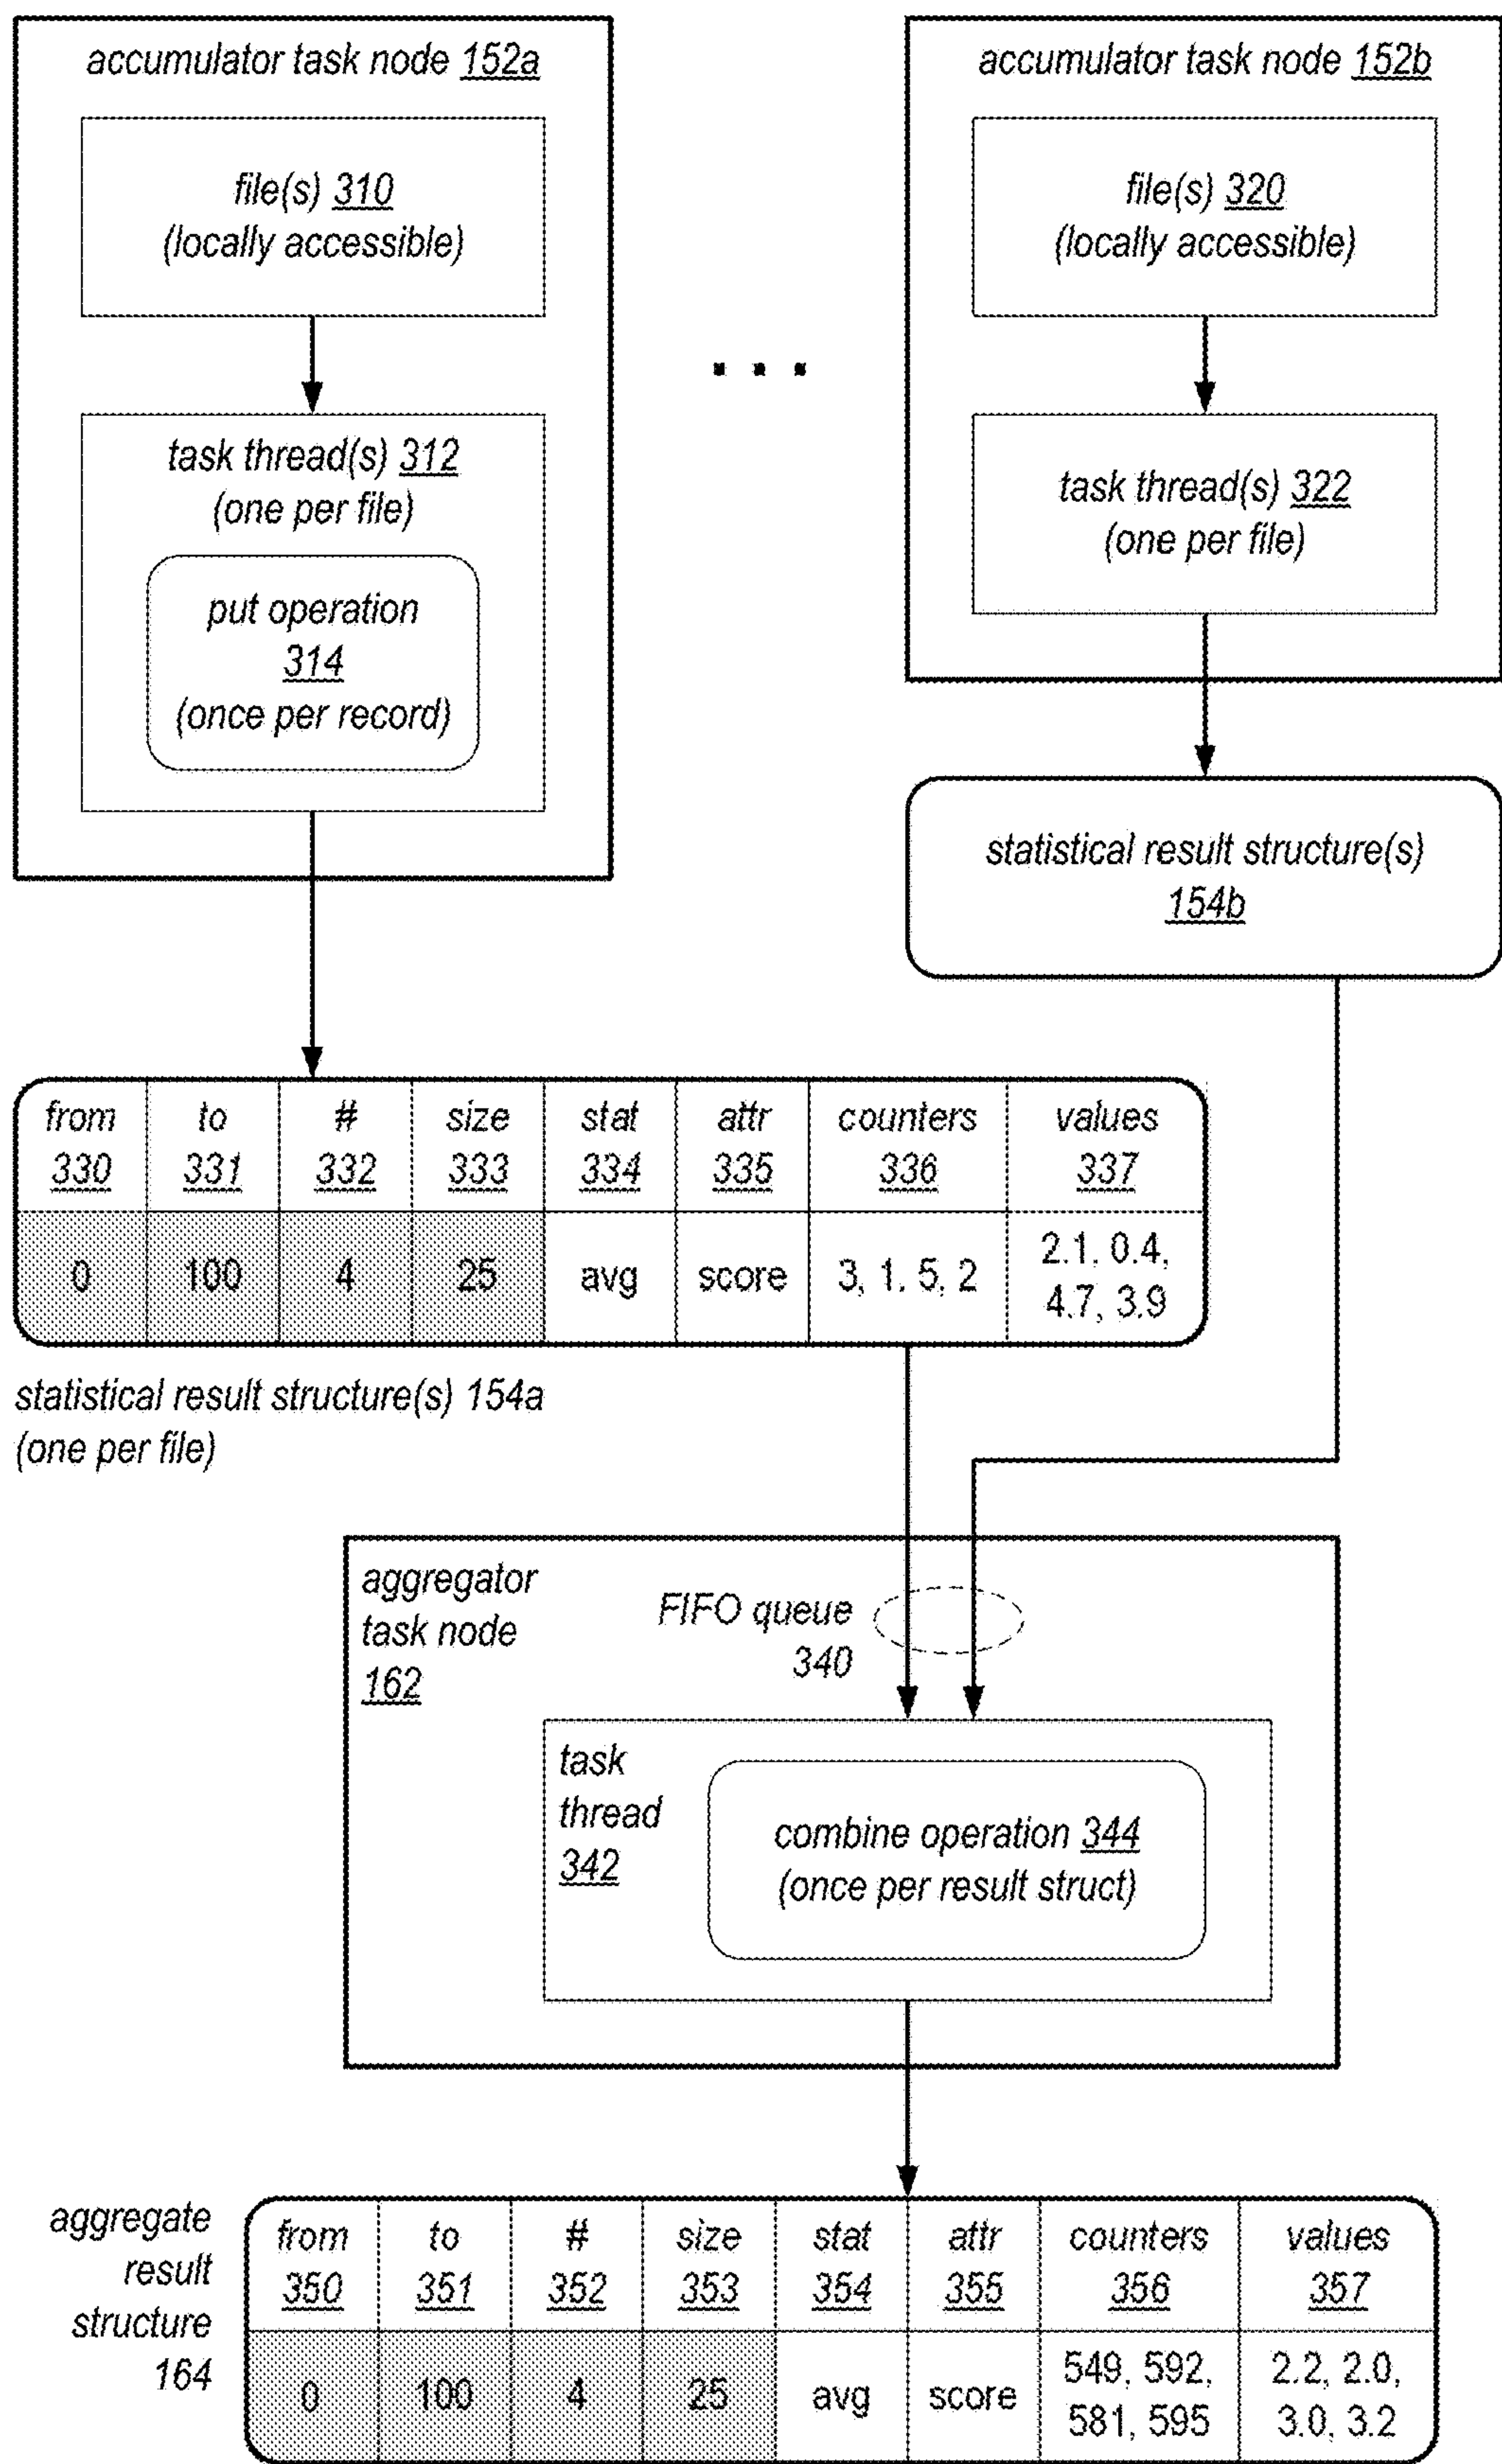 accumulator task node 152a
file(s) 310
(locally accessible)
task thread(s) 312
(one per file)
put operation
314
(once per record)
...
accumulator task node 152b
file(s) 320
(locally accessible)
task thread(s) 322
(one per file)
statistical result structure(s)
154b
from to # size stat attr counters values
330 331 332 333 334 335 336 337
0 100 4 25 avg score 3, 1, 5, 2 2.1, 0.4,
4.7, 3.9
statistical result structure(s) 154a
(one per file)
aggregator
task node
162
FIFO queue
340
task
thread
342
combine operation 344
(once per result struct)
aggregate
result
structure
164
from to # size stat attr counters values
350 351 352 353 354 355 356 357
0 100 4 25 avg score 549, 592, 2.2, 2.0,
581, 595 3.0, 3.2